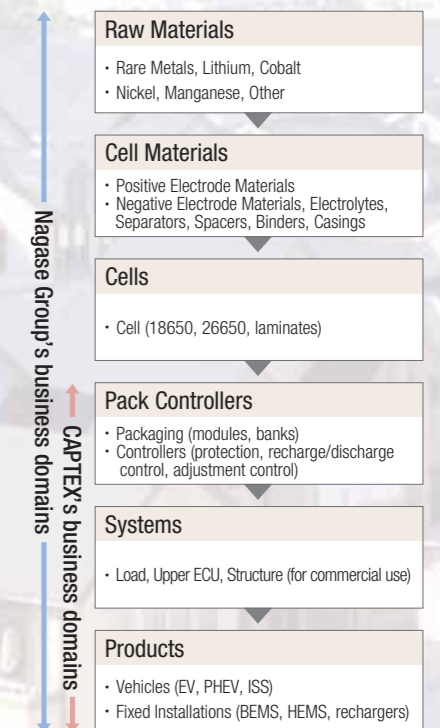 Raw Materials
・Rare Metals, Lithium, Cobalt
・Nickel, Manganese, Other
Cell Materials
・Positive Electrode Materials
・Negative Electrode Materials, Electrolytes,
Separators, Spacers, Binders, Casings
Cells
・Cell (18650, 26650, laminates)
Pack Controllers
・Packaging (modules, banks)
・Controllers (protection, recharge/discharge
control, adjustment control)
Systems
・Load, Upper ECU, Structure (for commercial use)
Products
・Vehicles (EV, PHEV, ISS)
・Fixed Installations (BEMS, HEMS, rechargers)
Nagase Group's business domains
CAPTEX's business domains